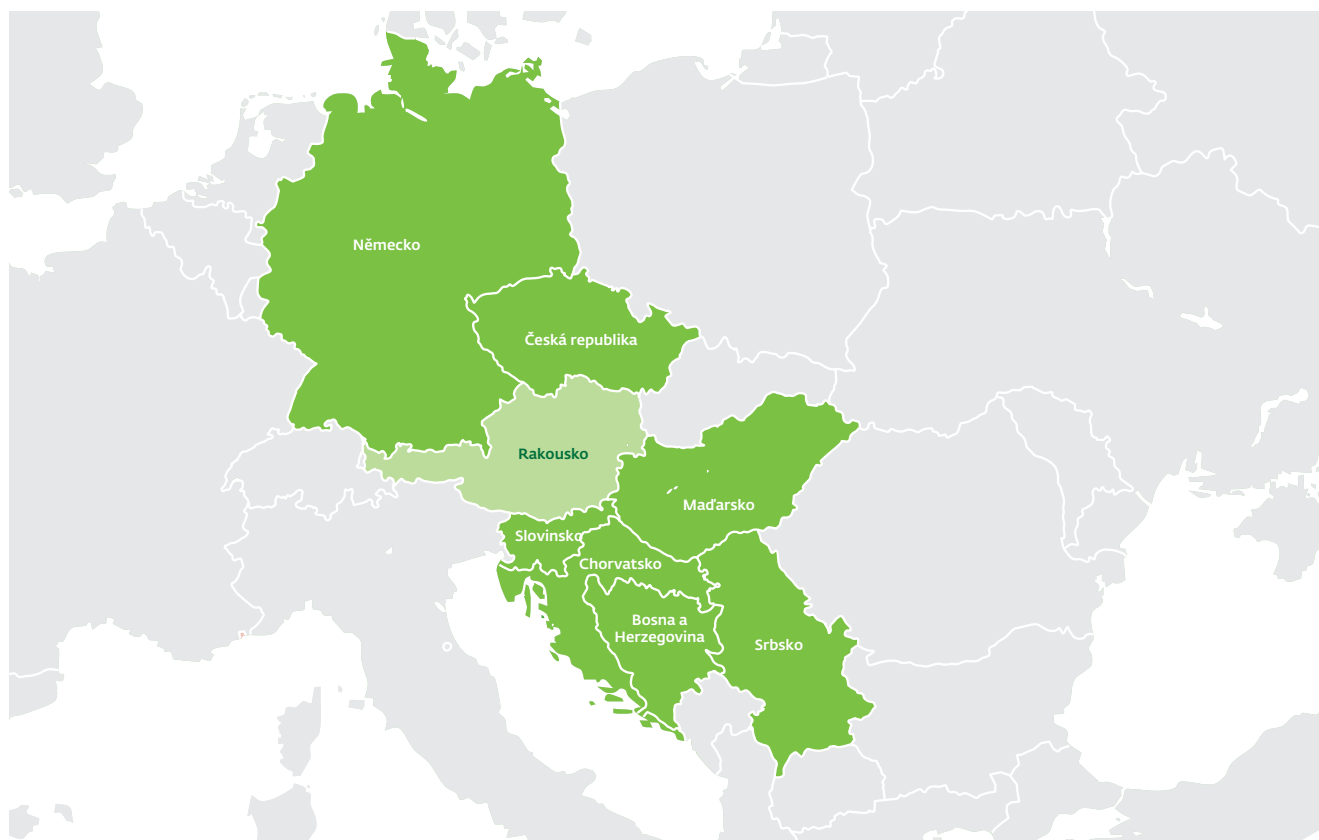 Německo
Česká republika
Rakousko
Maďarsko
Slovinsko
Chorvatsko
Bosna a
Herzegovina
Srbsko